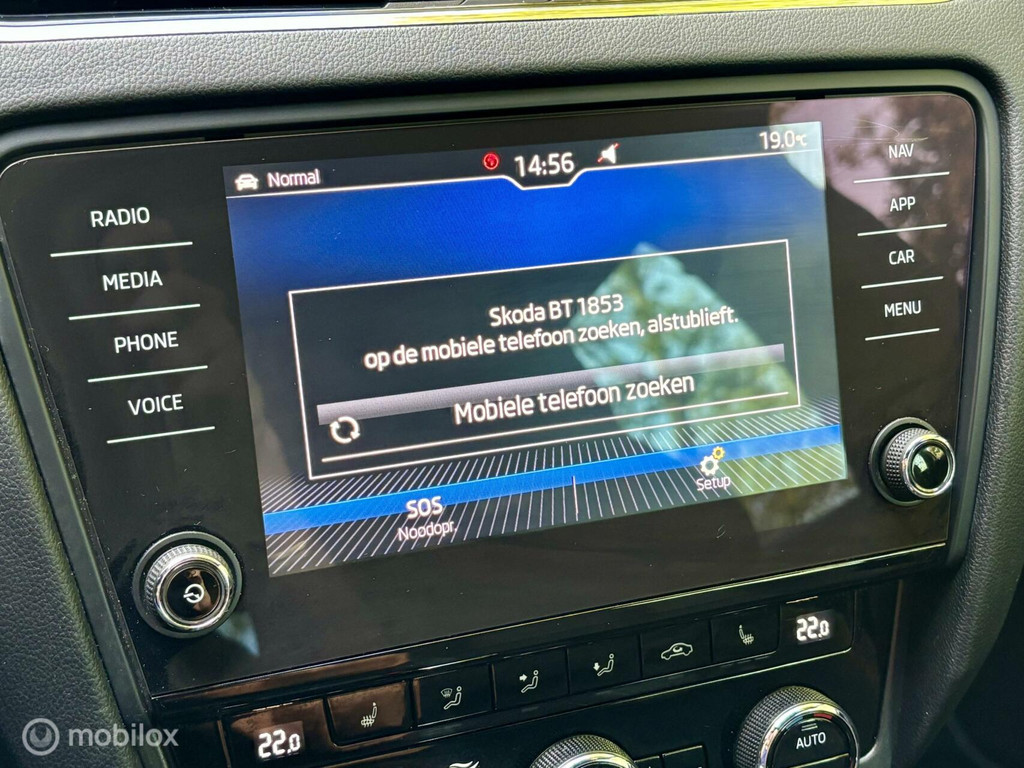 Normal
14:56
19.0°C
RADIO
MEDIA
PHONE
VOICE
NAV
APP
CAR
MENU
Skoda BT 1853
op de mobiele telefoon zoeken, alstublieft.
Mobiele telefoon zoeken
SOS
Noodopr.
Setup
22.0
22.0
AUTO
mobilox